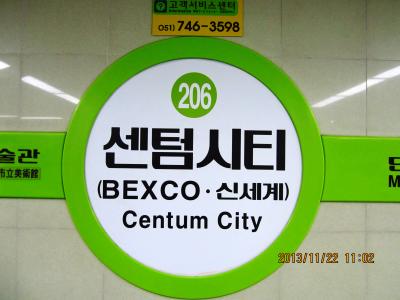 고객서비스센터
051) 746-3598
206
센텀시티
(BEXCO · 신세계)
Centum City
술관
市立美術館
M
2013/11/22 11:02